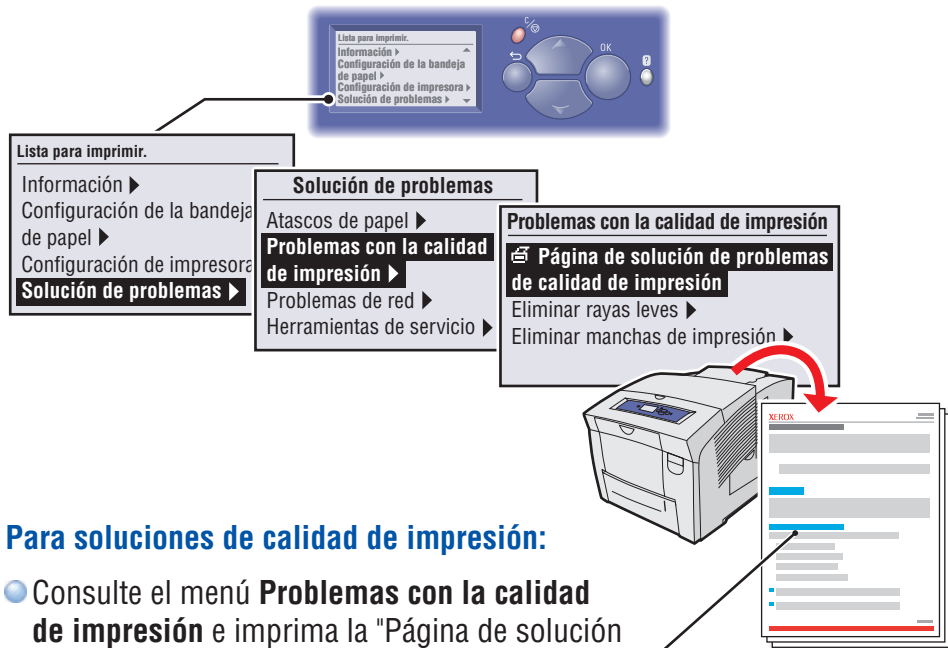 Lista para imprimir.
Información
Configuración de la bandeja
de papel
Configuración de impresora
Solución de problemas
C/
OK
?
Lista para imprimir.
Información
Configuración de la bandeja
de papel
Configuración de impresora
Solución de problemas
Solución de problemas
Atascos de papel
Problemas con la calidad
de impresión
Problemas de red
Herramientas de servicio
Problemas con la calidad de impresión
Página de solución de problemas
de calidad de impresión
Eliminar rayas leves
Eliminar manchas de impresión
XEROX
Para soluciones de calidad de impresión:
Consulte el menú Problemas con la calidad
de impresión e imprima la "Página de solución